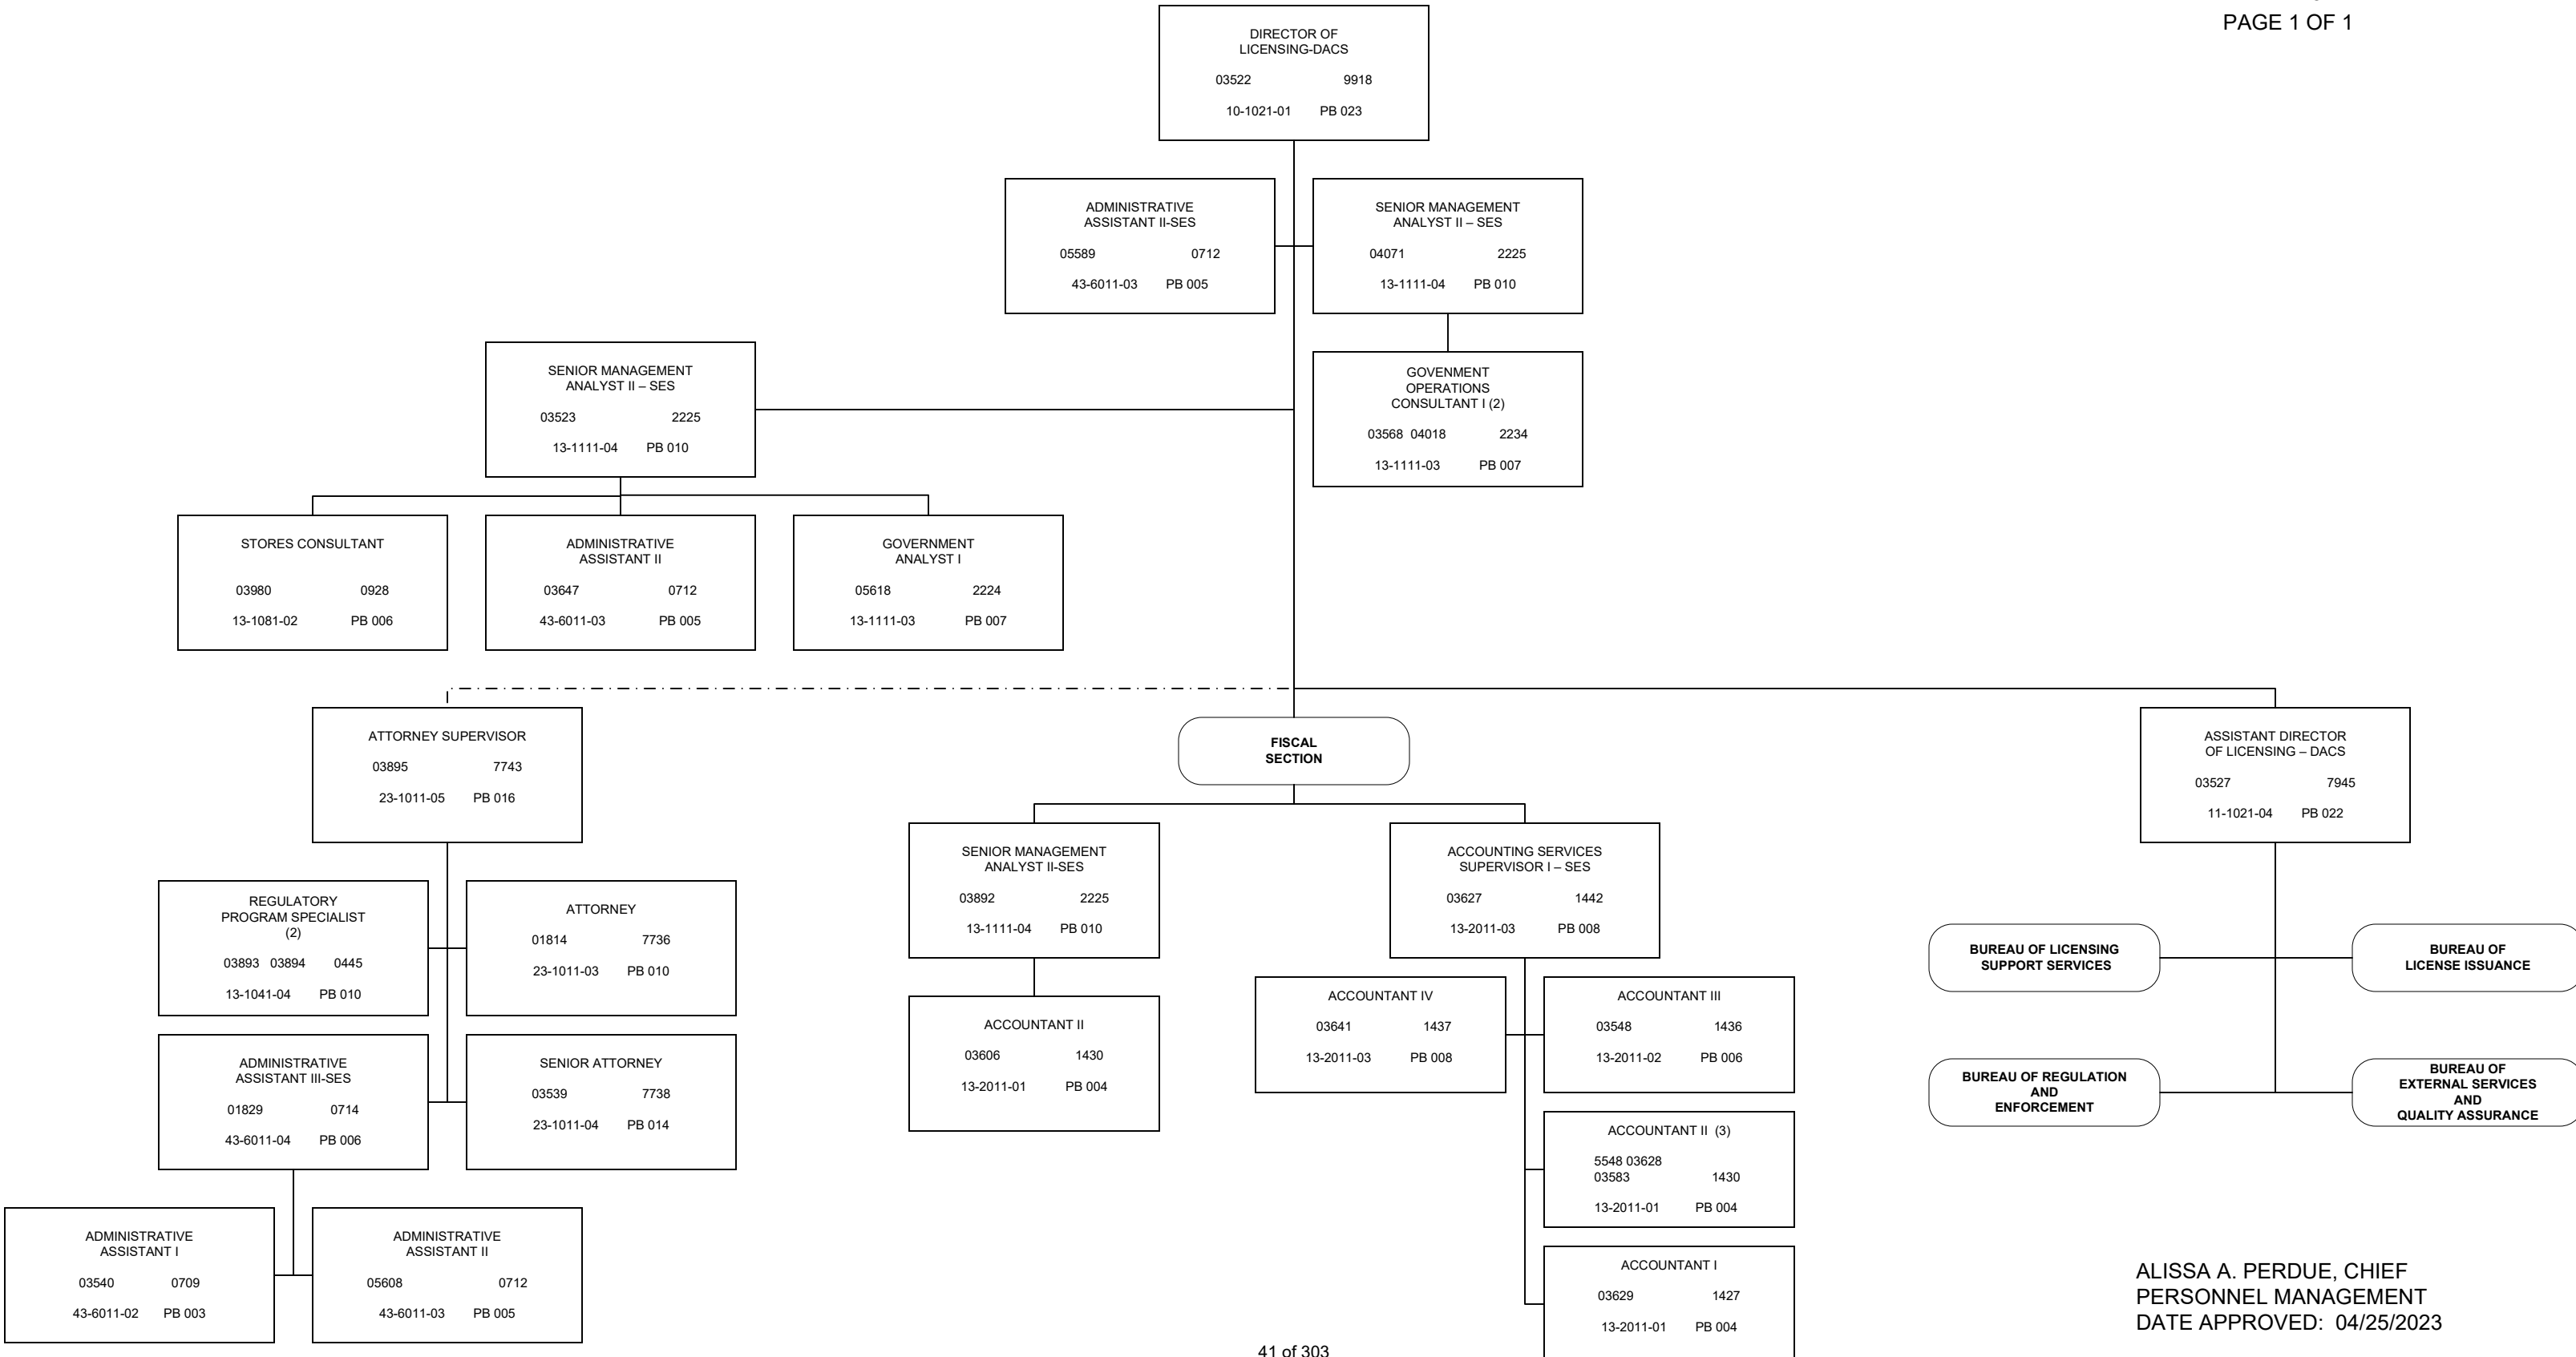 PAGE 1 OF 1
DIRECTOR OF
LICENSING-DACS
03522 9918
10-1021-01 PB 023
ADMINISTRATIVE
ASSISTANT II-SES
05589 0712
43-6011-03 PB 005
SENIOR MANAGEMENT
ANALYST II – SES
04071 2225
13-1111-04 PB 010
SENIOR MANAGEMENT
ANALYST II – SES
03523 2225
13-1111-04 PB 010
GOVENMENT
OPERATIONS
CONSULTANT I (2)
03568 04018 2234
13-1111-03 PB 007
STORES CONSULTANT
03980 0928
13-1081-02 PB 006
ADMINISTRATIVE
ASSISTANT II
03647 0712
43-6011-03 PB 005
GOVERNMENT
ANALYST I
05618 2224
13-1111-03 PB 007
ATTORNEY SUPERVISOR
03895 7743
23-1011-05 PB 016
FISCAL
SECTION
ASSISTANT DIRECTOR
OF LICENSING – DACS
03527 7945
11-1021-04 PB 022
REGULATORY
PROGRAM SPECIALIST
(2)
03893 03894 0445
13-1041-04 PB 010
ATTORNEY
01814 7736
23-1011-03 PB 010
ADMINISTRATIVE
ASSISTANT III-SES
01829 0714
43-6011-04 PB 006
SENIOR ATTORNEY
03539 7738
23-1011-04 PB 014
ADMINISTRATIVE
ASSISTANT I
03540 0709
43-6011-02 PB 003
ADMINISTRATIVE
ASSISTANT II
05608 0712
43-6011-03 PB 005
SENIOR MANAGEMENT
ANALYST II-SES
03892 2225
13-1111-04 PB 010
ACCOUNTANT II
03606 1430
13-2011-01 PB 004
ACCOUNTING SERVICES
SUPERVISOR I – SES
03627 1442
13-2011-03 PB 008
ACCOUNTANT IV
03641 1437
13-2011-03 PB 008
ACCOUNTANT III
03548 1436
13-2011-02 PB 006
ACCOUNTANT II (3)
5548 03628
03583 1430
13-2011-01 PB 004
ACCOUNTANT I
03629 1427
13-2011-01 PB 004
BUREAU OF LICENSING
SUPPORT SERVICES
BUREAU OF
LICENSE ISSUANCE
BUREAU OF REGULATION
AND
ENFORCEMENT
BUREAU OF
EXTERNAL SERVICES
AND
QUALITY ASSURANCE
ALISSA A. PERDUE, CHIEF
PERSONNEL MANAGEMENT
DATE APPROVED: 04/25/2023
41 of 303